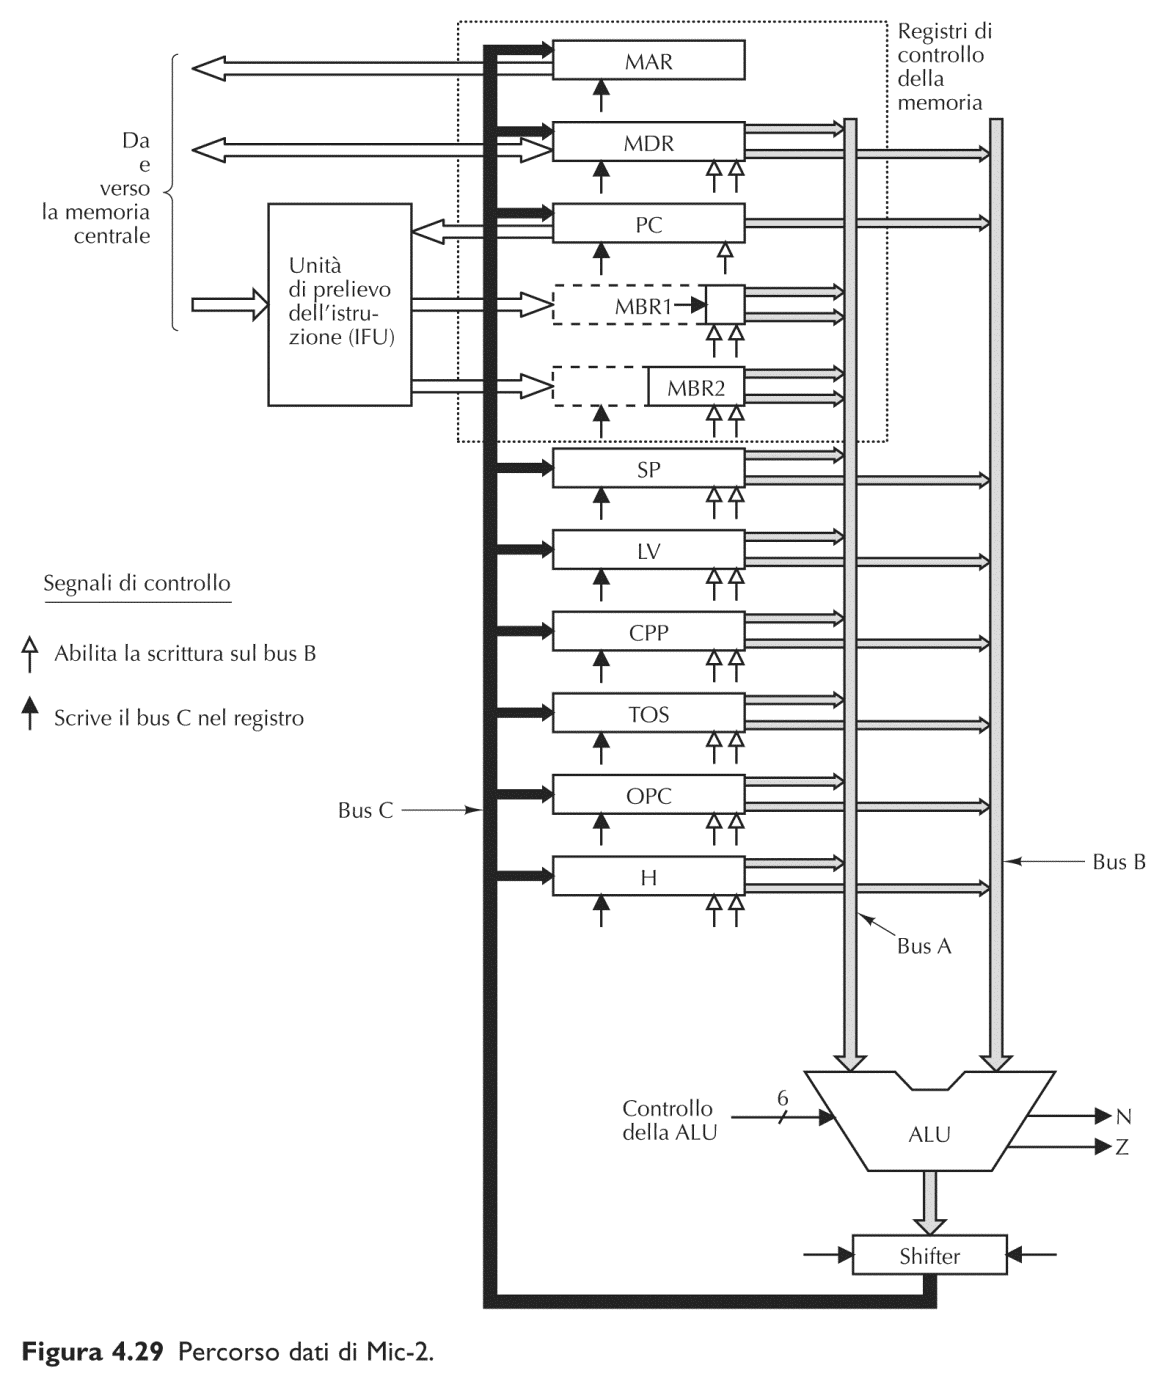 Registri di
controllo
della
memoria
MAR
Da
e
verso
la memoria
centrale
MDR
PC
Unità
di prelievo
dell'istru-
zione (IFU)
MBR1
MBR2
SP
LV
Segnali di controllo
Abilita la scrittura sul bus B
Scrive il bus C nel registro
CPP
TOS
OPC
Bus C
H
Bus B
Bus A
Controllo
della ALU
6
ALU
N
Z
Shifter
Figura 4.29 Percorso dati di Mic-2.